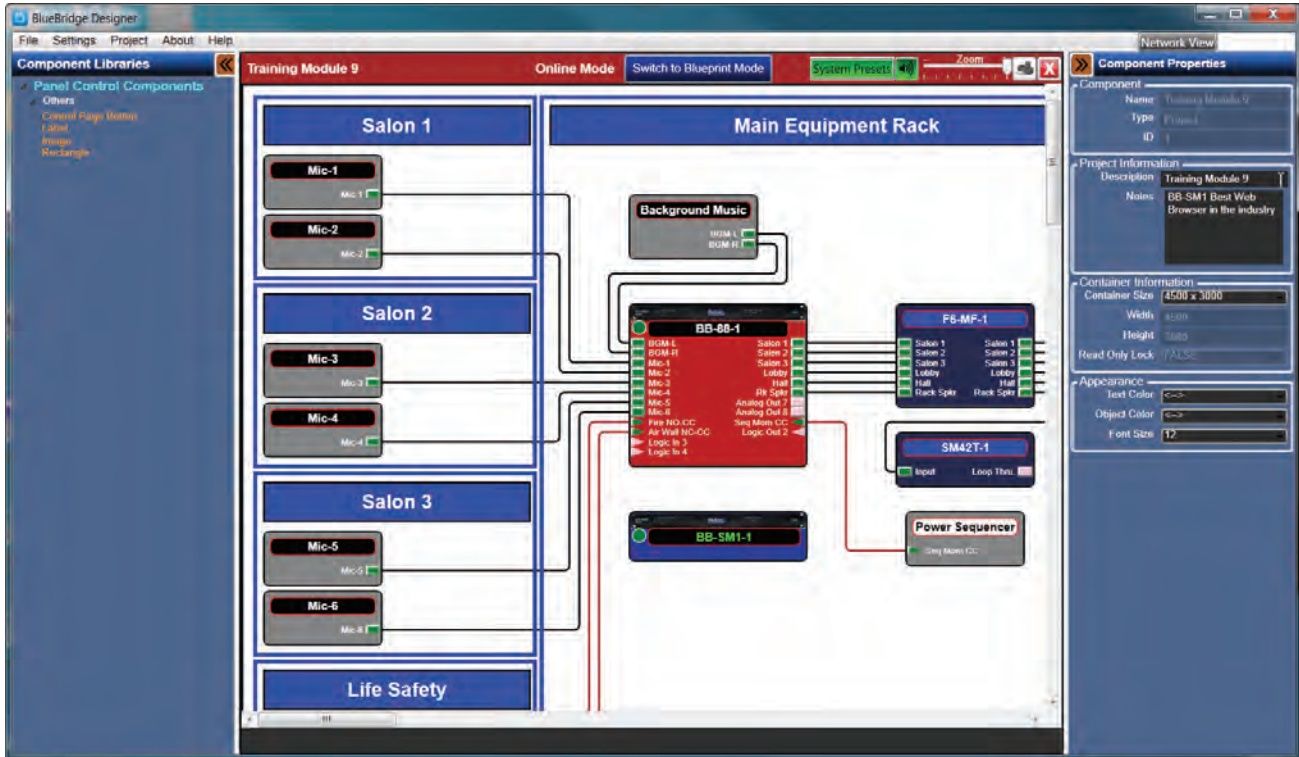 BlueBridge Designer
File Settings Project About Help
Network View
Component Libraries
Panel Control Components
Others
Control Page Button
Label
Image
Rectangle
Training Module 9
Online Mode
Switch to Blueprint Mode
System Presets
Zoom
X
Salon 1
Mic-1
Mic-1
Mic-2
Mic-2
Salon 2
Mic-3
Mic-3
Mic-4
Mic-4
Salon 3
Mic-5
Mic-5
Mic-6
Life Safety
Main Equipment Rack
Background Music
BGM-L
BGM-R
BB-88-1
BGM-L Salon 1
BGM-R Salon 2
Mic-1 Salon 3
Mic-2 Lobby
Mic-3 Hall
Mic-4 Rk Spkr
Mic-5 Analog Out 7
Mic-6 Analog Out 8
Fire NO-CC Seq Mom CC
Air Wall NC-CC Logic Out 2
Logic In 3
Logic In 4
BB-SM1-1
F6-MF-1
Salon 1 Salon 1
Salon 2 Salon 2
Salon 3 Salon 3
Lobby Lobby
Hall Hall
Rack Spkr Rack Spkr
SM42T-1
Input Loop Thru
Power Sequencer
Seq Mom CC
Component Properties
Component
Name Training Module 9
Type Project
ID 1
Project Information
Description Training Module 9
Notes BB-SM1 Best Web
Browser in the industry
Container Information
Container Size 4500 x 3000
Width 4500
Height 3000
Read Only Lock FALSE
Appearance
Text Color <-->
Object Color <-->
Font Size 12